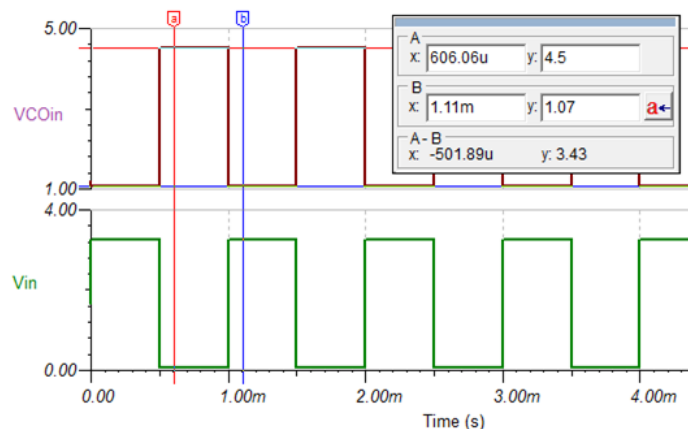 a
b
5.00
VCOin
1.00
A
x: 606.06u y: 4.5
B
x: 1.11m y: 1.07 a
A - B
x: -501.89u y: 3.43
4.00
Vin
0.00
0.00 1.00m 2.00m 3.00m 4.00m
Time (s)